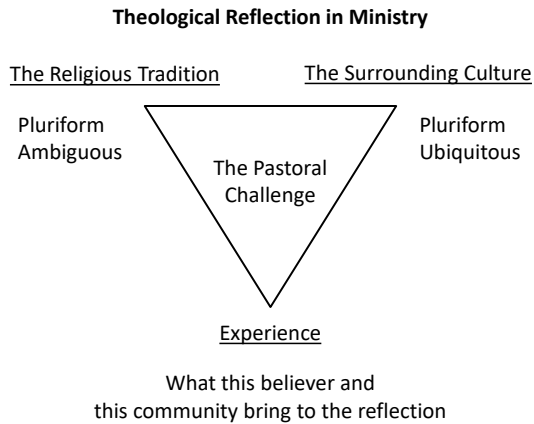 Theological Reflection in Ministry
The Religious Tradition
The Surrounding Culture
Pluriform
Ambiguous
Pluriform
Ubiquitous
The Pastoral
Challenge
Experience
What this believer and
this community bring to the reflection